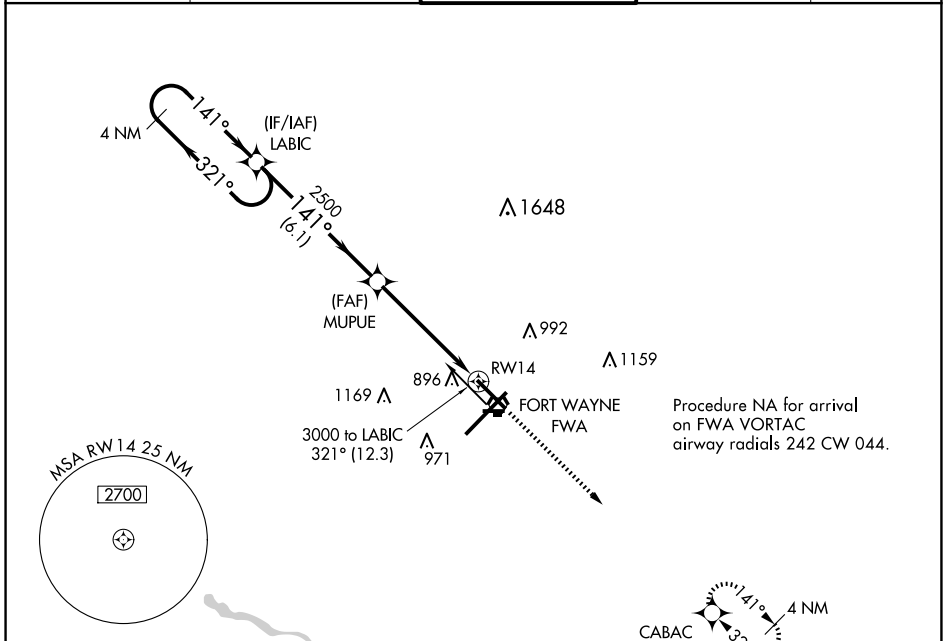 141°
4 NM
(IF/IAF)
LABIC
321°
2500
141°
(6.1)
1648
(FAF)
MUPUE
992
1159
RW14
896
1169
FORT WAYNE
FWA
3000 to LABIC
321° (12.3)
971
Procedure NA for arrival
on FWA VORTAC
airway radials 242 CW 044.
MSA RW14 25 NM
2700
141°
4 NM
CABAC